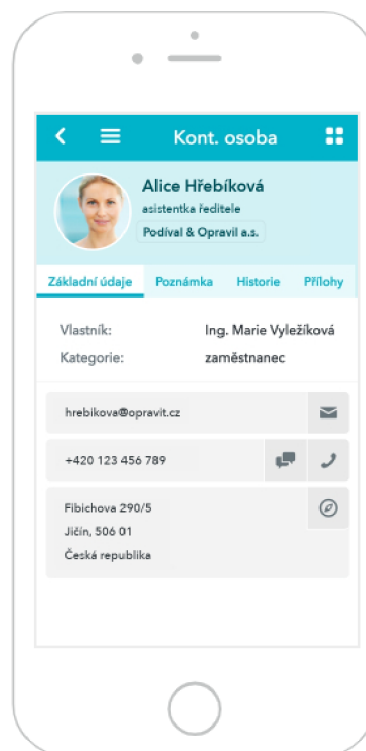 Kont. osoba
Alice Hřebíková
asistentka ředitele
Podíval & Opravil a.s.
Základní údaje Poznámka Historie Přílohy
Vlastník: Ing. Marie Vyležíková
Kategorie: zaměstnanec
hrebikova@opravit.cz
+420 123 456 789
Fibichova 290/5
Jičín, 506 01
Česká republika